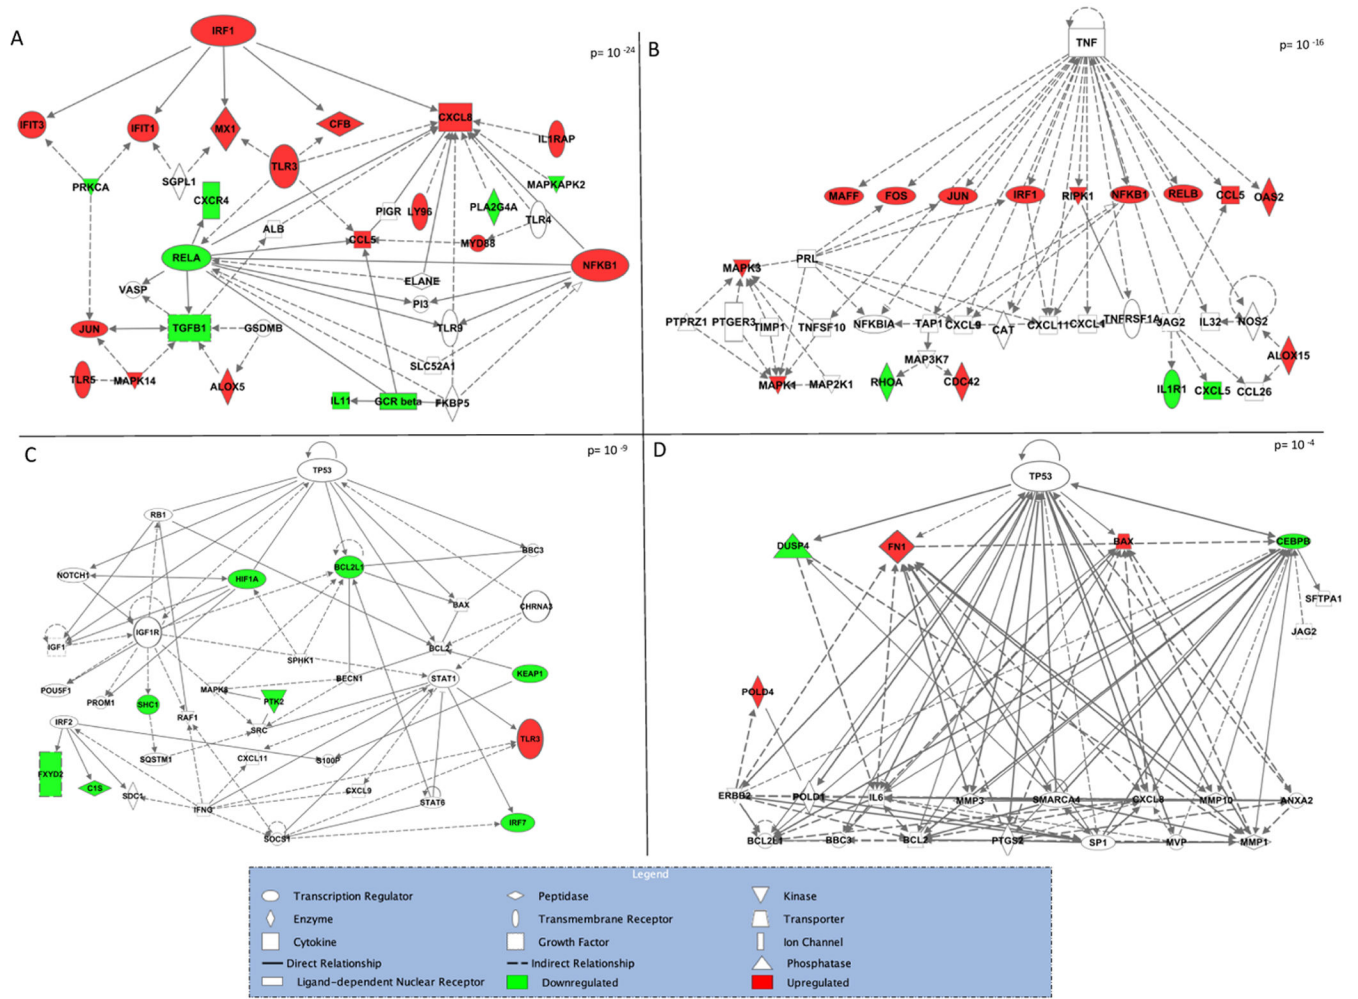 A
p= 10 -24
IRF1
IFIT3
IFIT1
MX1
CFB
CXCL8
IL1RAP
TLR3
PRKCA
SGPL1
CXCR4
MAPKAPK2
PIGR
LY96
PLA2G4A
TLR4
ALB
CCL5
MYD88
RELA
NFKB1
ELANE
VASP
PI3
JUN
TGFB1
GSDMB
TLR9
SLC52A1
TLR5
MAPK14
ALOX5
IL11
GCR beta
FKBP5
B
p= 10 -16
TNF
MAFF
FOS
JUN
IRF1
RIPK1
NFKB1
RELB
CCL5
OAS2
MAPK3
PRL
PTPRZ1
PTGER3
TIMP1
TNFSF10
NFKBIA
TAP1
CXCL9
CAT
CXCL11
CXCL1
TNFRSF1A
JAG2
IL32
NOS2
MAP3K7
ALOX15
MAPK1
MAP2K1
RHOA
CDC42
IL1R1
CXCL5
CCL26
C
p= 10 -9
TP53
RB1
BBC3
NOTCH1
HIF1A
BCL2L1
BAX
CHRNA3
IGF1
IGF1R
BCL2
SPHK1
KEAP1
POU5F1
PROM1
SHC1
MAPK8
PTK2
BECN1
STAT1
IRF2
RAF1
SRC
TLR3
SQSTM1
CXCL11
S100P
FXYD2
C1S
SDC1
IFNG
CXCL9
STAT6
SOCS1
IRF7
D
p= 10 -4
TP53
DUSP4
FN1
BAX
CEBPB
SFTPA1
JAG2
POLD4
ERBB2
POLD1
IL6
MMP3
SMARCA4
CXCL8
MMP10
ANXA2
BCL2L1
BBC3
BCL2
PTGS2
SP1
MVP
MMP1
Legend
Transcription Regulator
Peptidase
Kinase
Enzyme
Transmembrane Receptor
Transporter
Cytokine
Growth Factor
Ion Channel
Direct Relationship
Indirect Relationship
Phosphatase
Ligand-dependent Nuclear Receptor
Downregulated
Upregulated